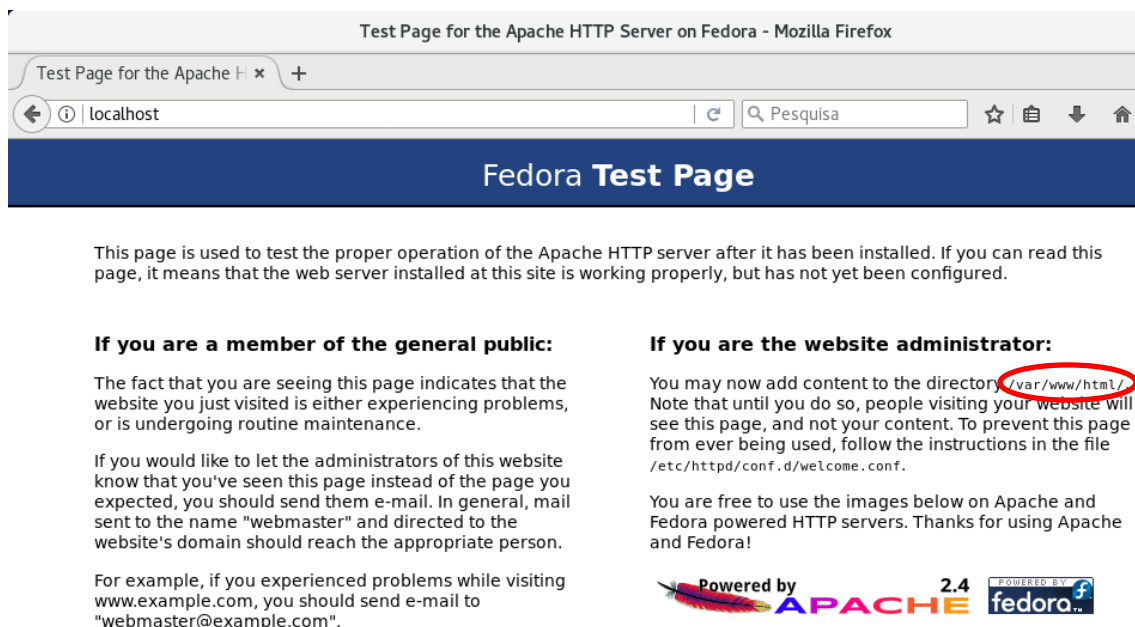 Test Page for the Apache HTTP Server on Fedora - Mozilla Firefox
Test Page for the Apache H × +
localhost
Pesquisa
Fedora Test Page
This page is used to test the proper operation of the Apache HTTP server after it has been installed. If you can read this
page, it means that the web server installed at this site is working properly, but has not yet been configured.
If you are a member of the general public:
The fact that you are seeing this page indicates that the
website you just visited is either experiencing problems,
or is undergoing routine maintenance.
If you would like to let the administrators of this website
know that you've seen this page instead of the page you
expected, you should send them e-mail. In general, mail
sent to the name "webmaster" and directed to the
website's domain should reach the appropriate person.
For example, if you experienced problems while visiting
www.example.com, you should send e-mail to
"webmaster@example.com".
If you are the website administrator:
You may now add content to the directory /var/www/html/.
Note that until you do so, people visiting your website will
see this page, and not your content. To prevent this page
from ever being used, follow the instructions in the file
/etc/httpd/conf.d/welcome.conf.
You are free to use the images below on Apache and
Fedora powered HTTP servers. Thanks for using Apache
and Fedora!
Powered by 2.4
APACHE
POWERED BY
fedora™